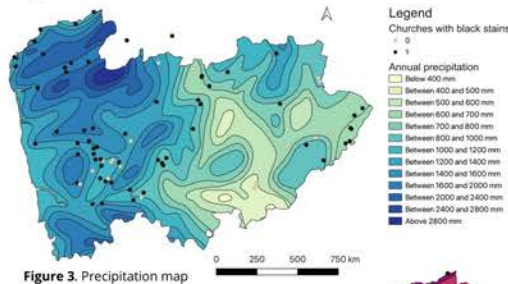 Legend
Churches with black stains
0
1
Annual precipitation
Below 400 mm
Between 400 and 500 mm
Between 500 and 600 mm
Between 600 and 700 mm
Between 700 and 800 mm
Between 800 and 1000 mm
Between 1000 and 1200 mm
Between 1200 and 1400 mm
Between 1400 and 1600 mm
Between 1600 and 2000 mm
Between 2000 and 2400 mm
Between 2400 and 2800 mm
Above 2800 mm
0 250 500 750 km
Figure 3. Precipitation map